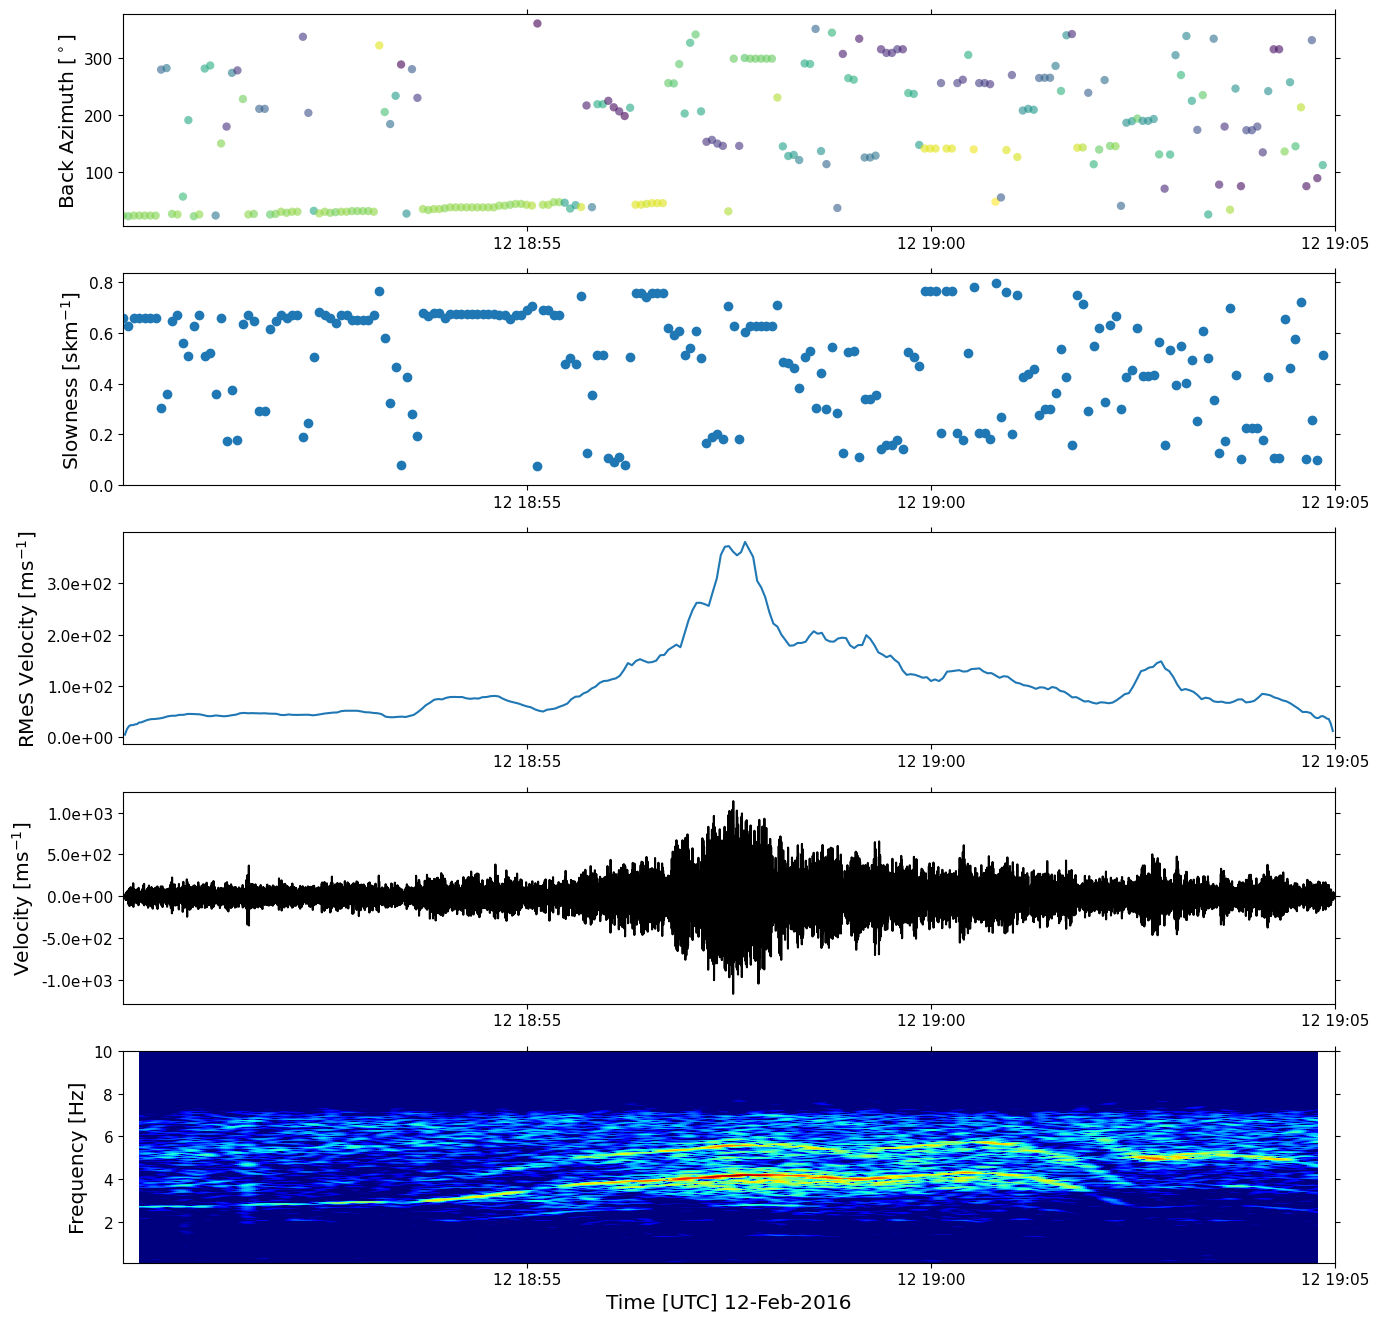 Back Azimuth [ ° ]
300
200
100
12 18:55 12 19:00 12 19:05
Slowness [skm⁻¹]
0.8
0.6
0.4
0.2
0.0
12 18:55 12 19:00 12 19:05
RMeS Velocity [ms⁻¹]
3.0e+02
2.0e+02
1.0e+02
0.0e+00
12 18:55 12 19:00 12 19:05
Velocity [ms⁻¹]
1.0e+03
5.0e+02
0.0e+00
-5.0e+02
-1.0e+03
12 18:55 12 19:00 12 19:05
Frequency [Hz]
10
8
6
4
2
12 18:55 12 19:00 12 19:05
Time [UTC] 12-Feb-2016